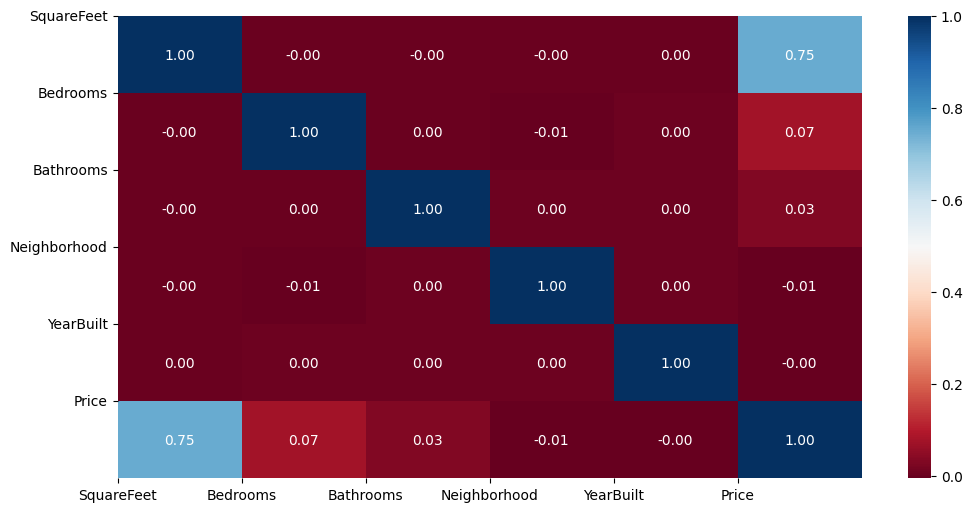 SquareFeet
1.00 -0.00 -0.00 -0.00 0.00 0.75
Bedrooms
-0.00 1.00 0.00 -0.01 0.00 0.07
Bathrooms
-0.00 0.00 1.00 0.00 0.00 0.03
Neighborhood
-0.00 -0.01 0.00 1.00 0.00 -0.01
YearBuilt
0.00 0.00 0.00 0.00 1.00 -0.00
Price
0.75 0.07 0.03 -0.01 -0.00 1.00
SquareFeet Bedrooms Bathrooms Neighborhood YearBuilt Price
1.0
0.8
0.6
0.4
0.2
0.0